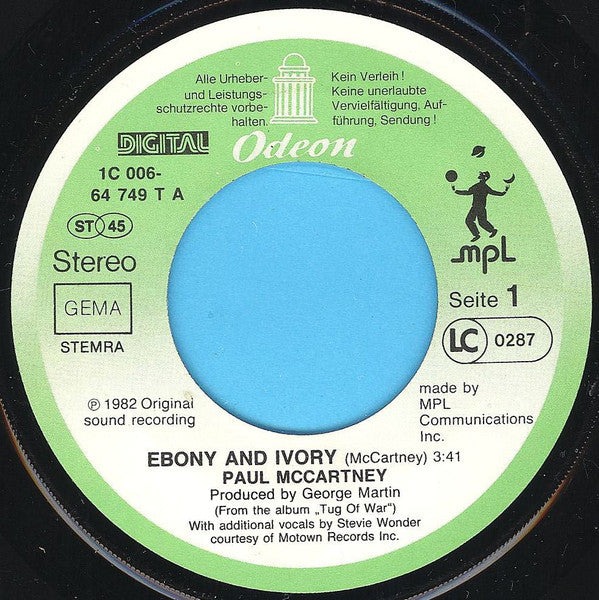 Alle Urheber-
und Leistungs-
schutzrechte vorbe-
halten.
Kein Verleih!
Keine unerlaubte
Vervielfältigung, Auf-
führung, Sendung!
DIGITAL
Odeon
1C 006-
64 749 T A
ST 45
Stereo
GEMA
STEMRA
mpL
Seite 1
LC 0287
℗ 1982 Original
sound recording
made by
MPL
Communications
Inc.
EBONY AND IVORY (McCartney) 3:41
PAUL MCCARTNEY
Produced by George Martin
(From the album „Tug Of War")
With additional vocals by Stevie Wonder
courtesy of Motown Records Inc.